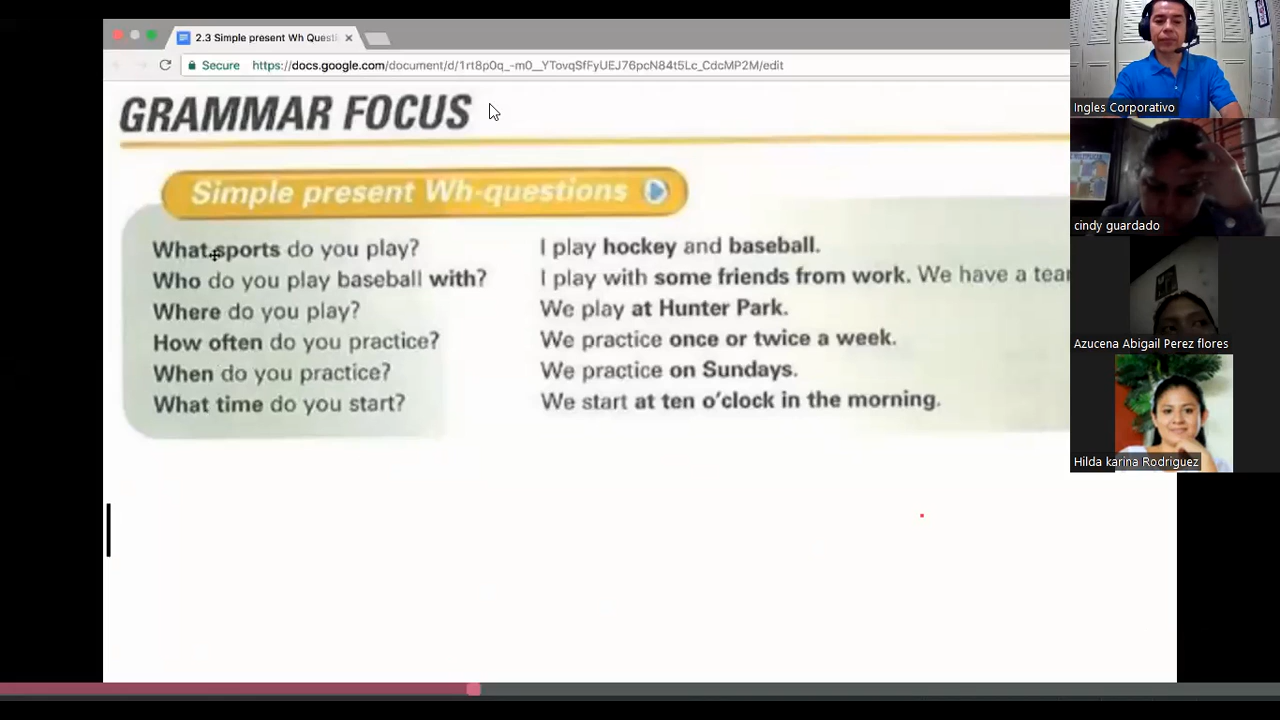 2.3 Simple present Wh Questi
Secure https://docs.google.com/document/d/1rt8p0q_-m0__YTovqSfFyUEJ76pcN84t5Lc_CdcMP2M/edit
GRAMMAR FOCUS
Simple present Wh-questions
What sports do you play? I play hockey and baseball.
Who do you play baseball with? I play with some friends from work. We have a tea
Where do you play? We play at Hunter Park.
How often do you practice? We practice once or twice a week.
When do you practice? We practice on Sundays.
What time do you start? We start at ten o'clock in the morning.
Ingles Corporativo
cindy guardado
Azucena Abigail Perez flores
Hilda karina Rodriguez